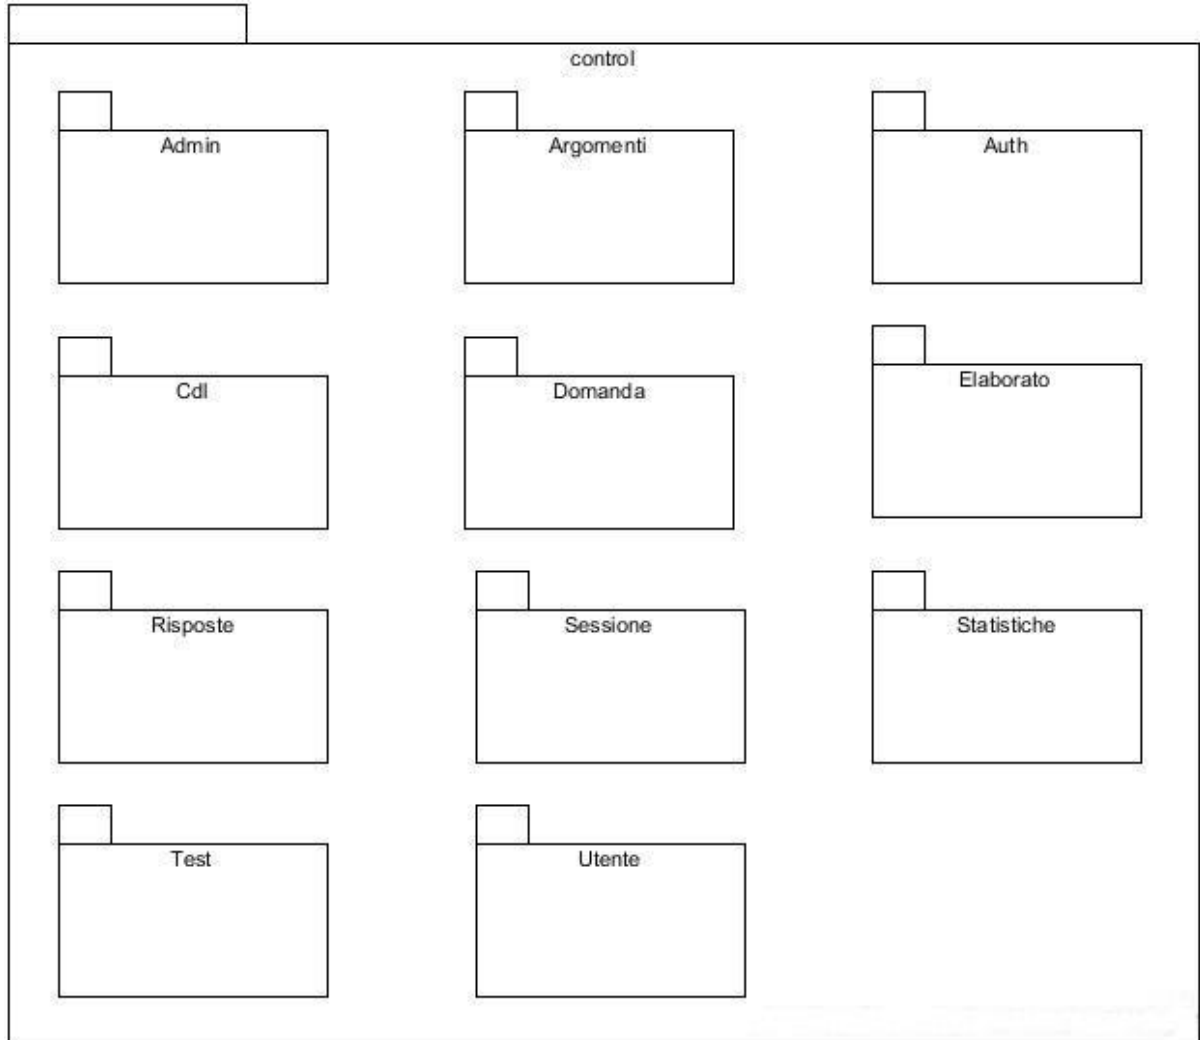 control
Admin
Argomenti
Auth
Cdl
Domanda
Elaborato
Risposte
Sessione
Statistiche
Test
Utente